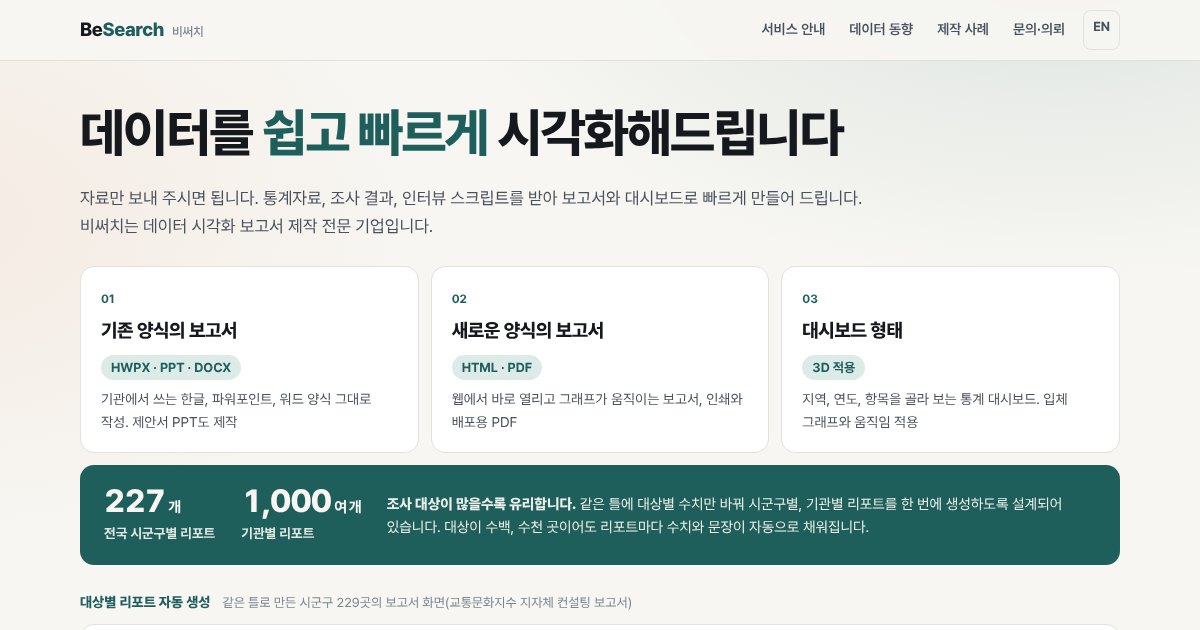 BeSearch 비써치
서비스 안내 데이터 동향 제작 사례 문의·의뢰 EN
데이터를 쉽고 빠르게 시각화해드립니다
자료만 보내 주시면 됩니다. 통계자료, 조사 결과, 인터뷰 스크립트를 받아 보고서와 대시보드로 빠르게 만들어 드립니다.
비써치는 데이터 시각화 보고서 제작 전문 기업입니다.
01
기존 양식의 보고서
HWPX · PPT · DOCX
기관에서 쓰는 한글, 파워포인트, 워드 양식 그대로
작성. 제안서 PPT도 제작
02
새로운 양식의 보고서
HTML · PDF
웹에서 바로 열리고 그래프가 움직이는 보고서, 인쇄와
배포용 PDF
03
대시보드 형태
3D 적용
지역, 연도, 항목을 골라 보는 통계 대시보드. 입체
그래프와 움직임 적용
227 개
전국 시군구별 리포트
1,000 여 개
기관별 리포트
조사 대상이 많을수록 유리합니다. 같은 틀에 대상별 수치만 바꿔 시군구별, 기관별 리포트를 한 번에 생성하도록 설계되어
있습니다. 대상이 수백, 수천 곳이어도 리포트마다 수치와 문장이 자동으로 채워집니다.
대상별 리포트 자동 생성 같은 틀로 만든 시군구 229곳의 보고서 화면(교통문화지수 지자체 컨설팅 보고서)